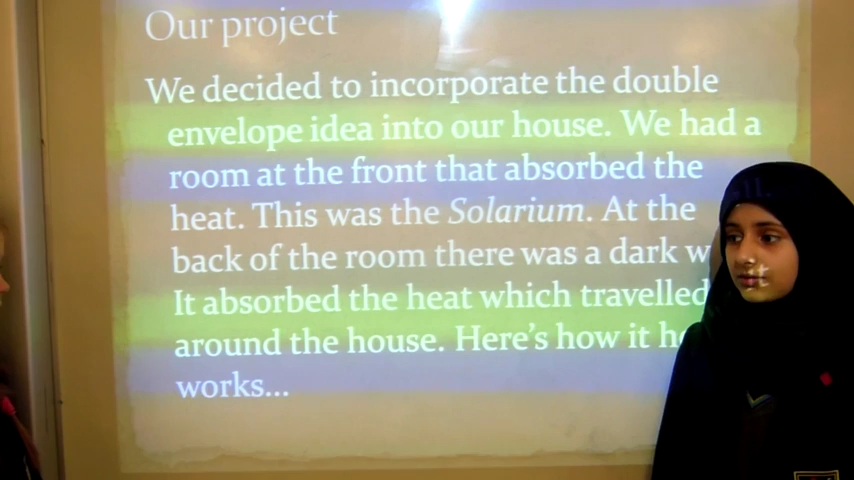 Our project
We decided to incorporate the double
envelope idea into our house. We had a
room at the front that absorbed the
heat. This was the Solarium. At the
back of the room there was a dark
It absorbed the heat which travelled
around the house. Here's how it
works...